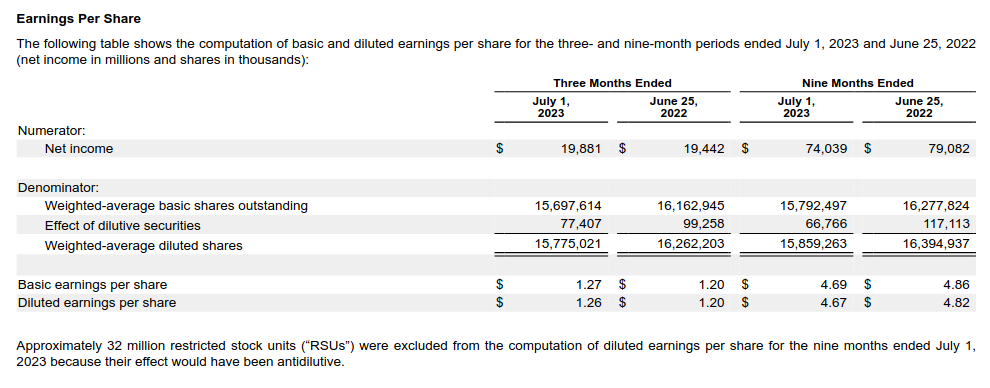 Earnings Per Share
The following table shows the computation of basic and diluted earnings per share for the three- and nine-month periods ended July 1, 2023 and June 25, 2022
(net income in millions and shares in thousands):
Three Months Ended Nine Months Ended
July 1, 2023 June 25, 2022 July 1, 2023 June 25, 2022
Numerator:
Net income $ 19,881 $ 19,442 $ 74,039 $ 79,082
Denominator:
Weighted-average basic shares outstanding 15,697,614 16,162,945 15,792,497 16,277,824
Effect of dilutive securities 77,407 99,258 66,766 117,113
Weighted-average diluted shares 15,775,021 16,262,203 15,859,263 16,394,937
Basic earnings per share $ 1.27 $ 1.20 $ 4.69 $ 4.86
Diluted earnings per share $ 1.26 $ 1.20 $ 4.67 $ 4.82
Approximately 32 million restricted stock units (“RSUs”) were excluded from the computation of diluted earnings per share for the nine months ended July 1,
2023 because their effect would have been antidilutive.